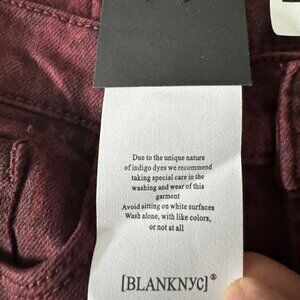 Due to the unique nature
of indigo dyes we recommend
taking special care in the
washing and wear of this
garment
Avoid sitting on white surfaces
Wash alone, with like colors,
or not at all
[BLANKNYC]®